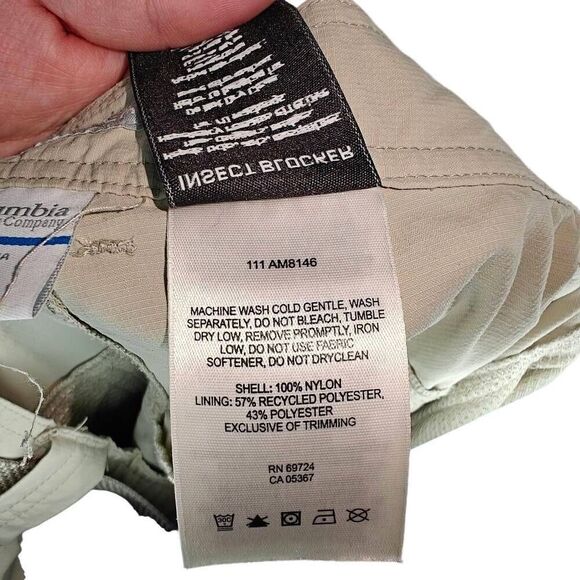 INSECT BLOCKER
umbia
Company
111 AM8146
MACHINE WASH COLD GENTLE, WASH
SEPARATELY, DO NOT BLEACH, TUMBLE
DRY LOW, REMOVE PROMPTLY, IRON
LOW, DO NOT USE FABRIC
SOFTENER, DO NOT DRYCLEAN
SHELL: 100% NYLON
LINING: 57% RECYCLED POLYESTER,
43% POLYESTER
EXCLUSIVE OF TRIMMING
RN 69724
CA 05367